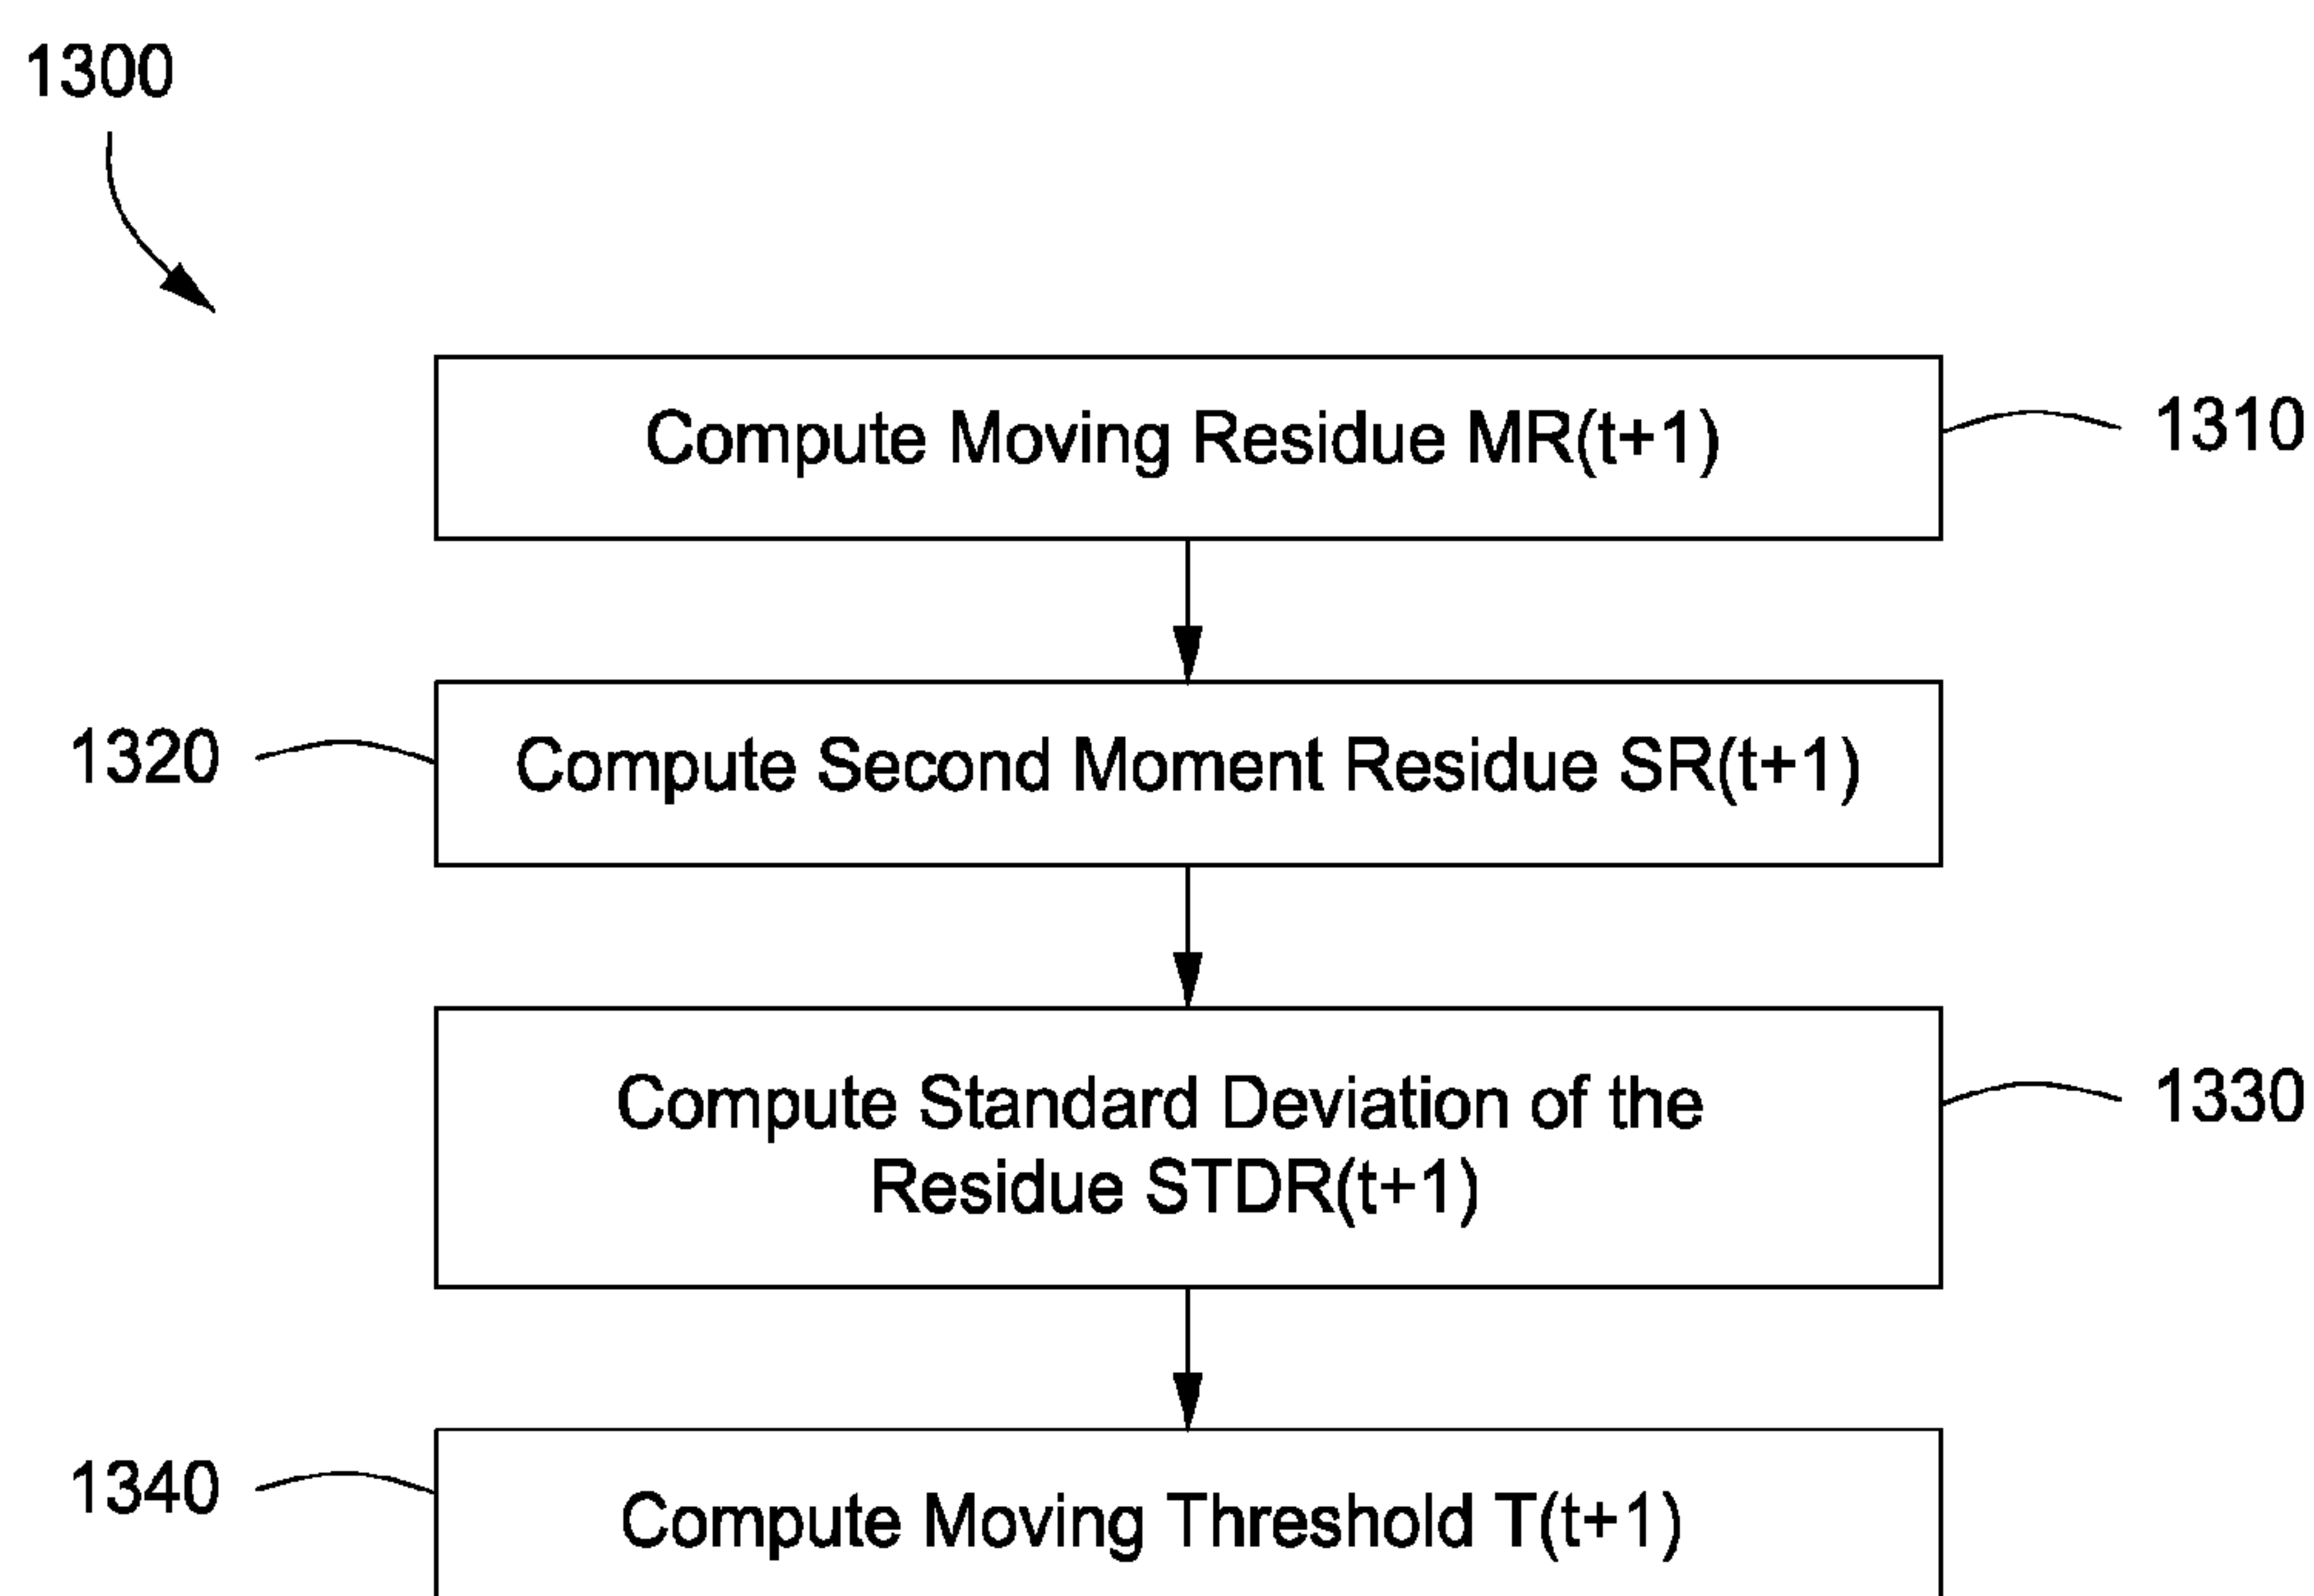 1300
Compute Moving Residue MR(t+1)
1310
1320
Compute Second Moment Residue SR(t+1)
Compute Standard Deviation of the
Residue STDR(t+1)
1330
1340
Compute Moving Threshold T(t+1)